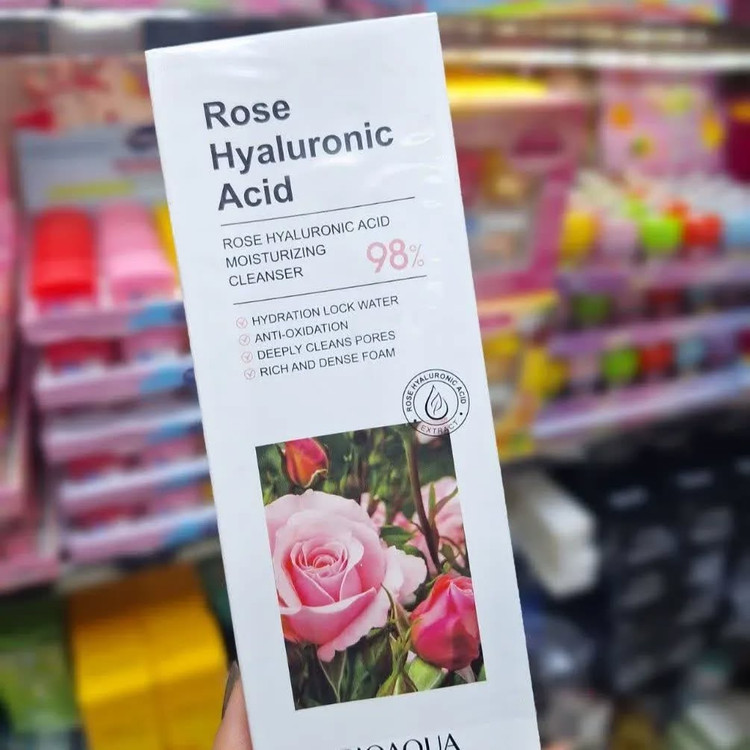 Rose
Hyaluronic
Acid
ROSE HYALURONIC ACID
MOISTURIZING
CLEANSER
98%
HYDRATION LOCK WATER
ANTI-OXIDATION
DEEPLY CLEANS PORES
RICH AND DENSE FOAM
ROSE HYALURONIC ACID
EXTRACT